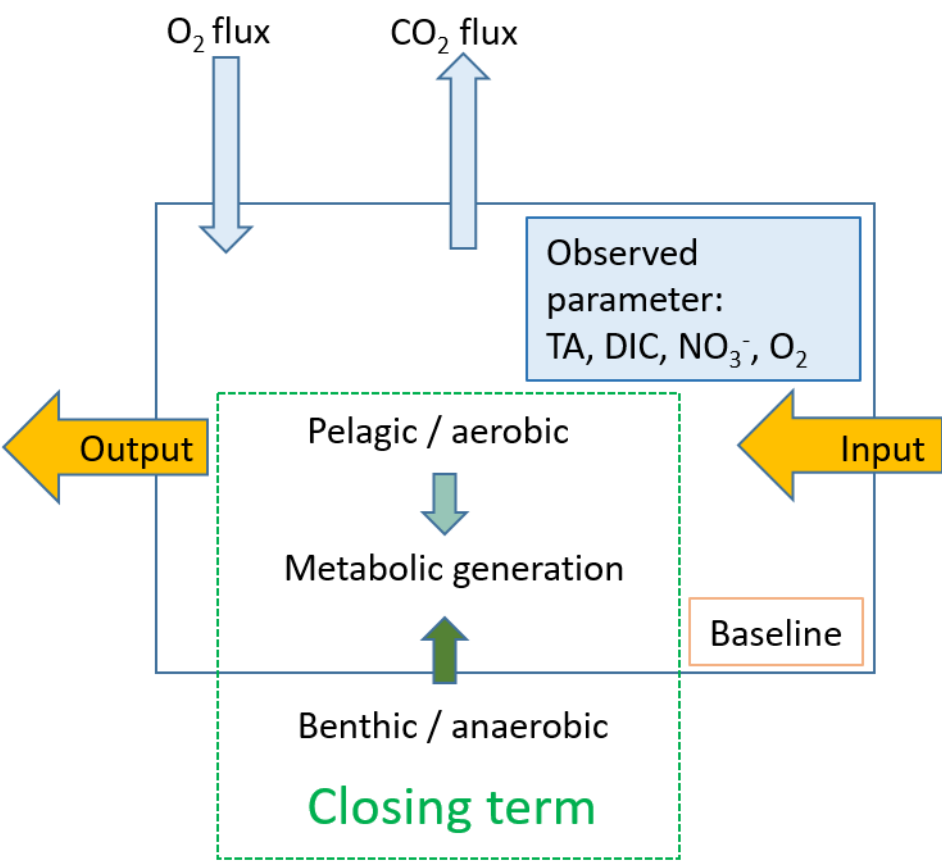 O₂ flux
CO₂ flux
Observed
parameter:
TA, DIC, NO₃⁻, O₂
Pelagic / aerobic
Output
Input
Metabolic generation
Baseline
Benthic / anaerobic
Closing term